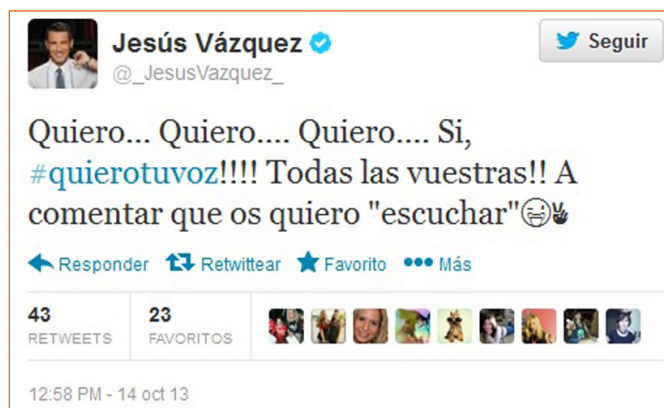 Jesús Vázquez
Seguir
@_JesusVazquez_
Quiero... Quiero.... Quiero.... Si,
#quierotuvoz!!!! Todas las vuestras!! A
comentar que os quiero "escuchar"😁✌
Responder Retwittear Favorito Más
43 23
RETWEETS FAVORITOS
12:58 PM - 14 oct 13